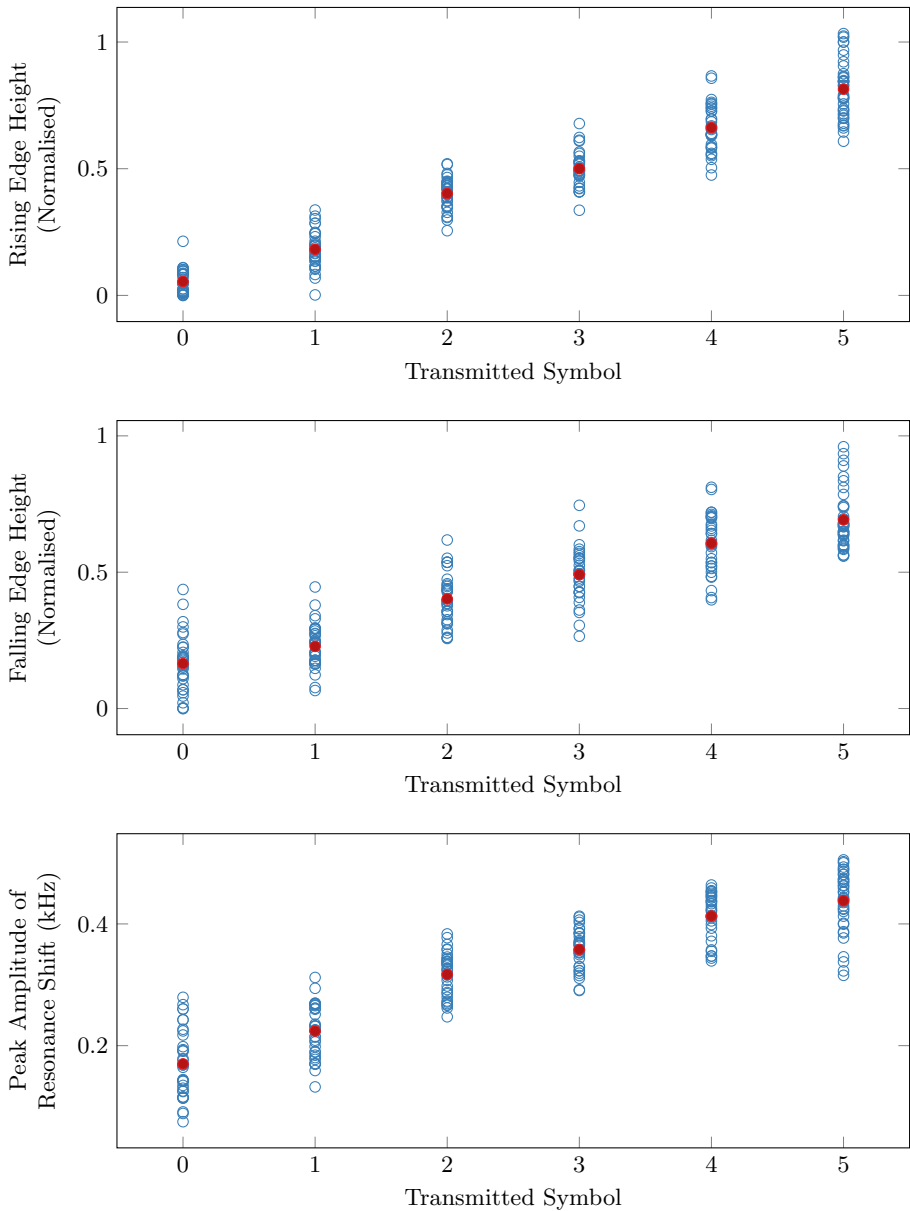 Rising Edge Height
(Normalised)
1
0.5
0
0 1 2 3 4 5
Transmitted Symbol
Falling Edge Height
(Normalised)
1
0.5
0
0 1 2 3 4 5
Transmitted Symbol
Peak Amplitude of
Resonance Shift (kHz)
0.4
0.2
0 1 2 3 4 5
Transmitted Symbol